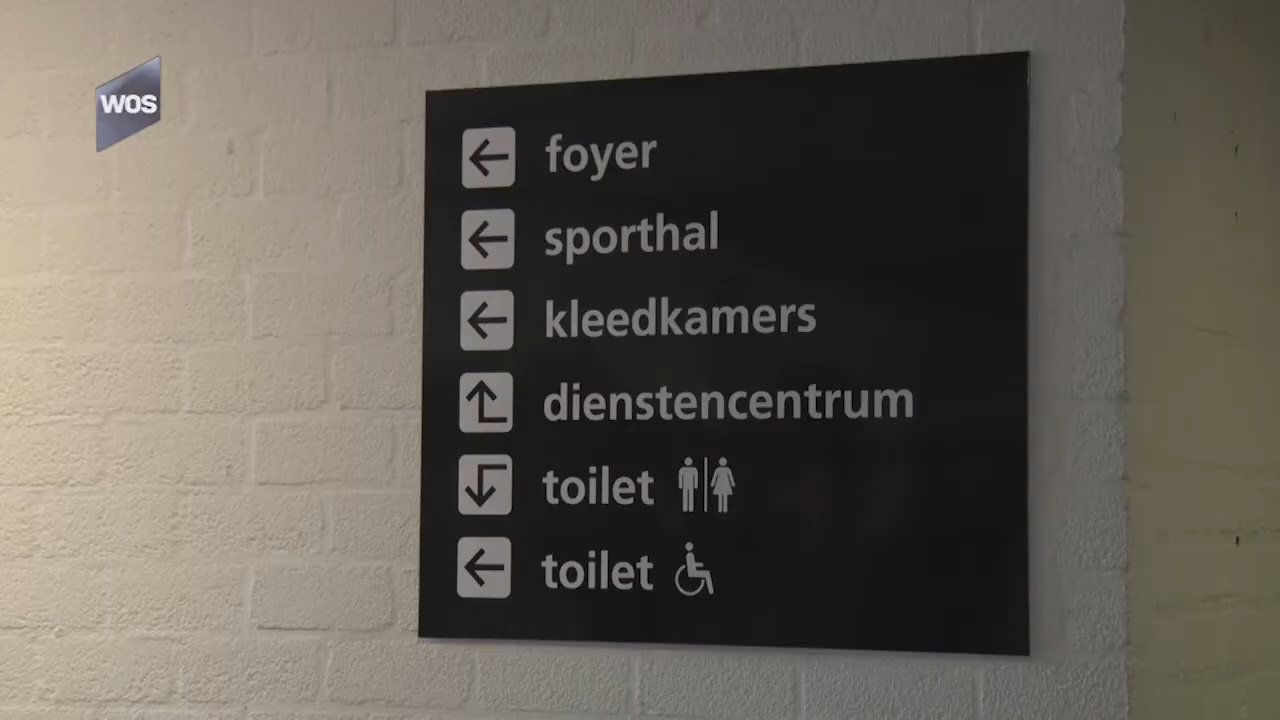 WOS
foyer
sporthal
kleedkamers
dienstencentrum
toilet
toilet